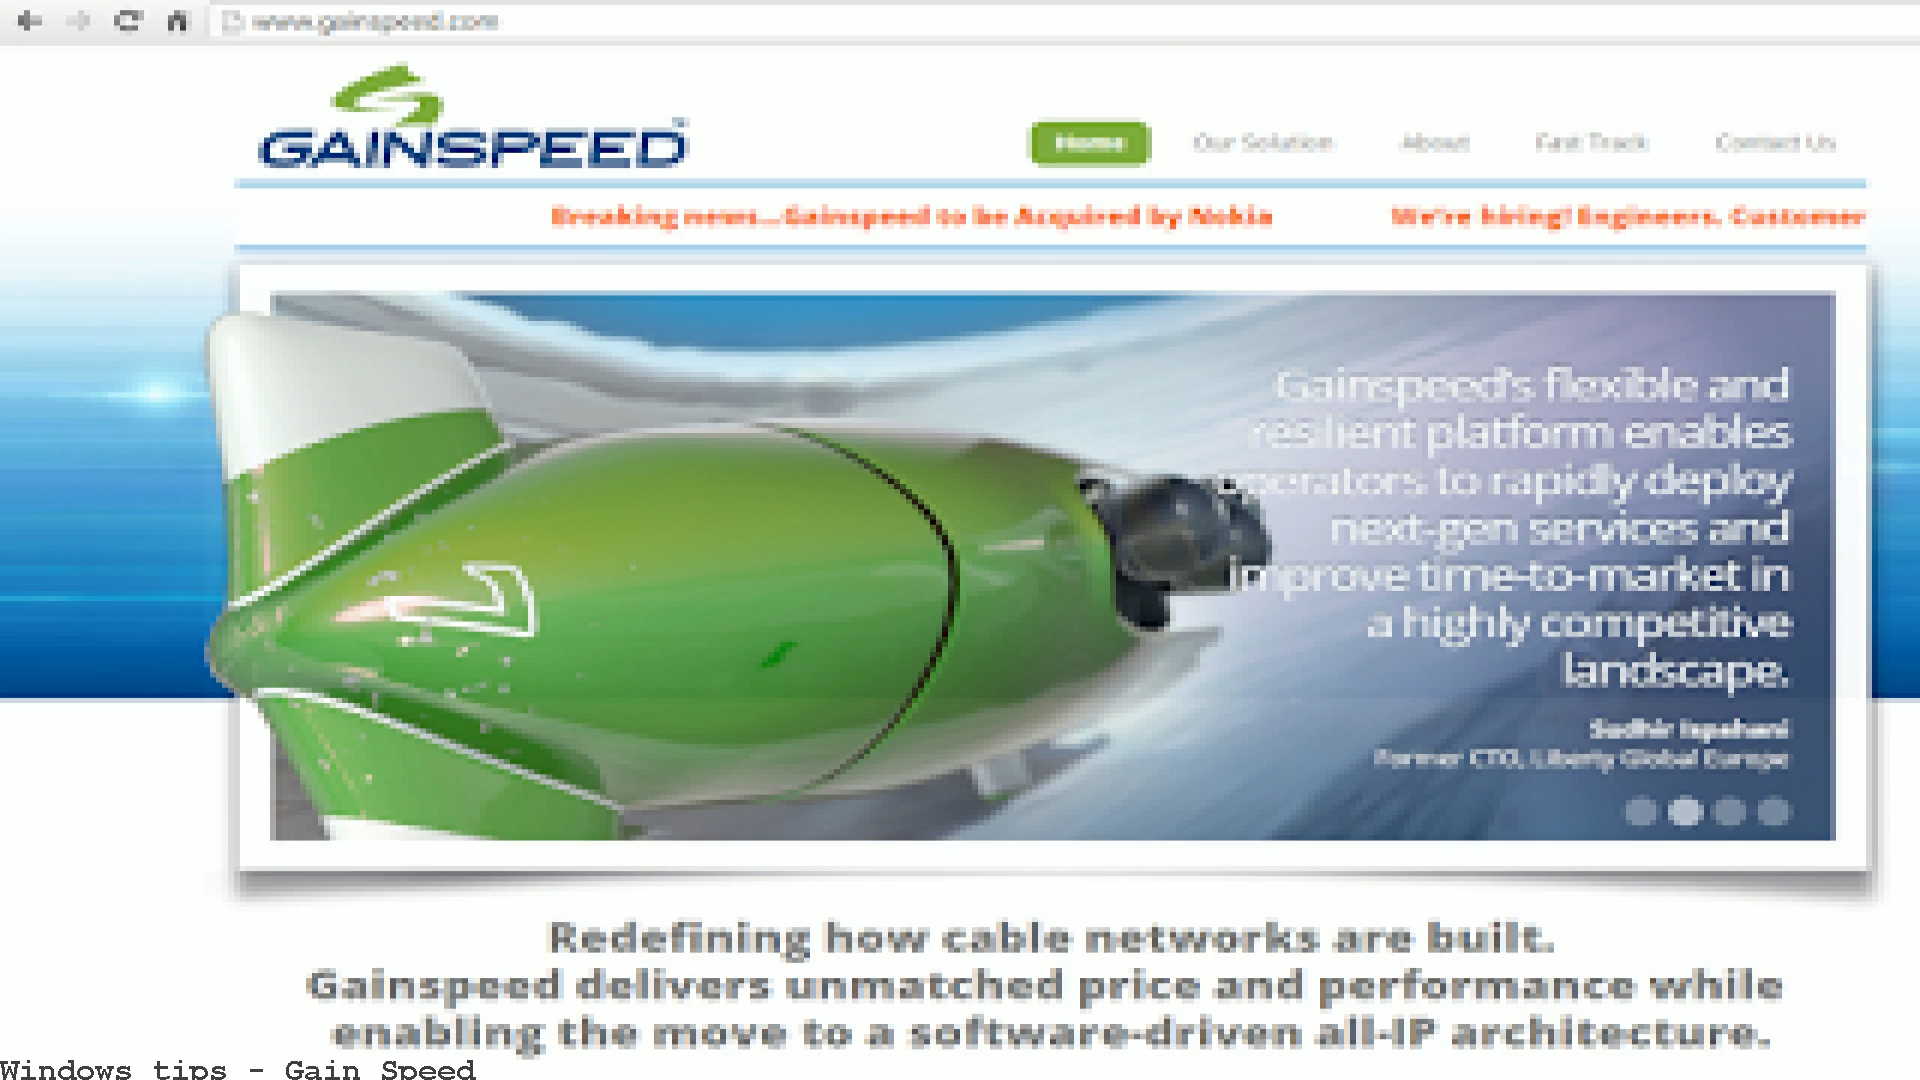 www.gainspeed.com
GAINSPEED
Home Our Solution About Fast Track Contact Us
Breaking news...Gainspeed to be Acquired by Nokia We're hiring! Engineers. Customer
Gainspeed's flexible and
resilient platform enables
operators to rapidly deploy
next-gen services and
improve time-to-market in
a highly competitive
landscape.
Sudhir Ispahani
Former CTO, Liberty Global Europe
Redefining how cable networks are built.
Gainspeed delivers unmatched price and performance while
enabling the move to a software-driven all-IP architecture.
Windows tips - Gain Speed